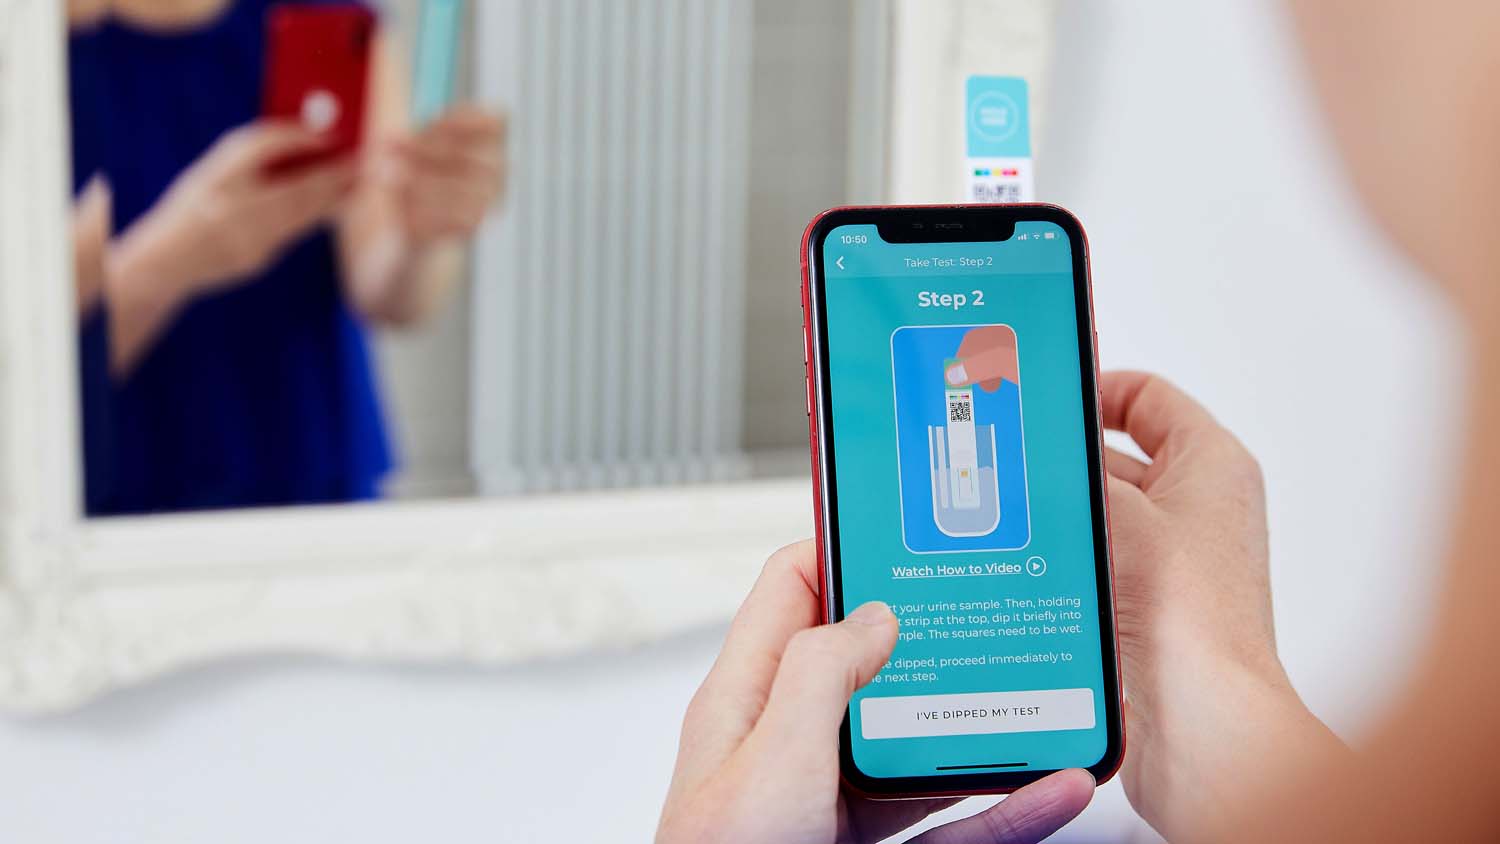 10:50
Take Test: Step 2
Step 2
Watch How to Video
your urine sample. Then, holding
strip at the top, dip it briefly into
The squares need to be wet.
dipped, proceed immediately to
next step.
I'VE DIPPED MY TEST